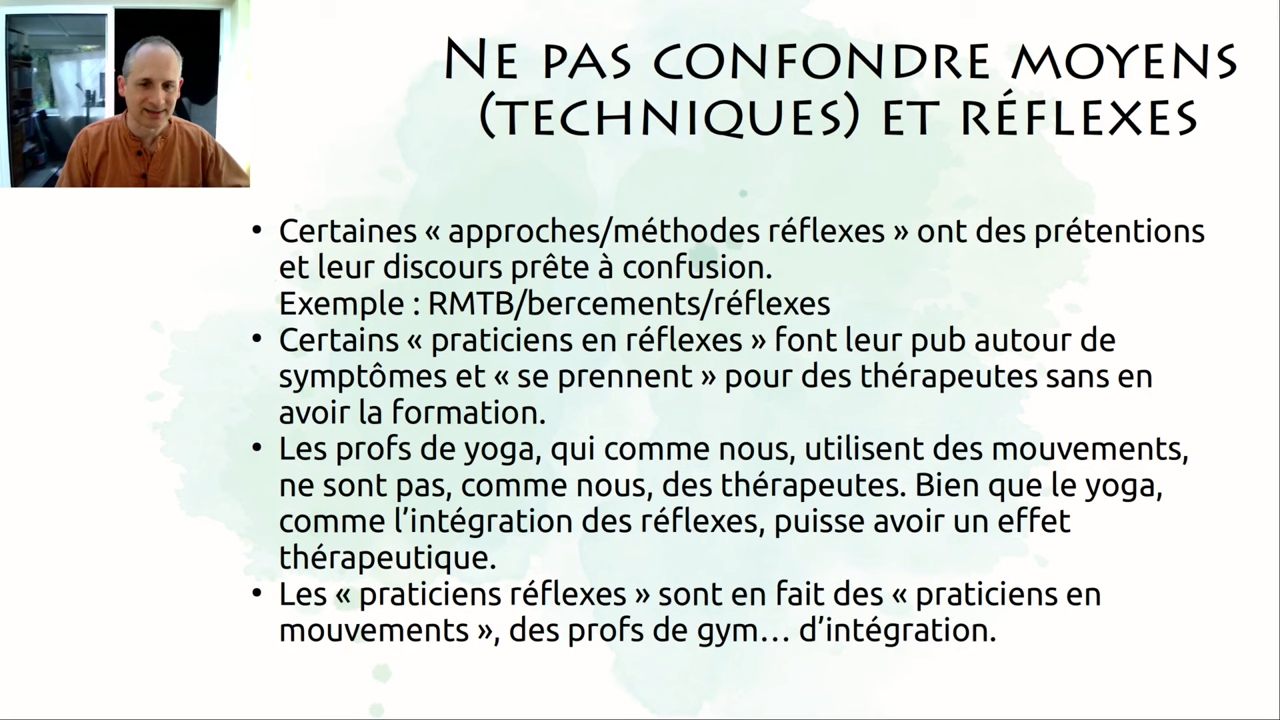 Ne pas confondre moyens
(techniques) et réflexes
• Certaines « approches/méthodes réflexes » ont des prétentions
et leur discours prête à confusion.
Exemple : RMTB/bercements/réflexes
• Certains « praticiens en réflexes » font leur pub autour de
symptômes et « se prennent » pour des thérapeutes sans en
avoir la formation.
• Les profs de yoga, qui comme nous, utilisent des mouvements,
ne sont pas, comme nous, des thérapeutes. Bien que le yoga,
comme l’intégration des réflexes, puisse avoir un effet
thérapeutique.
• Les « praticiens réflexes » sont en fait des « praticiens en
mouvements », des profs de gym… d’intégration.